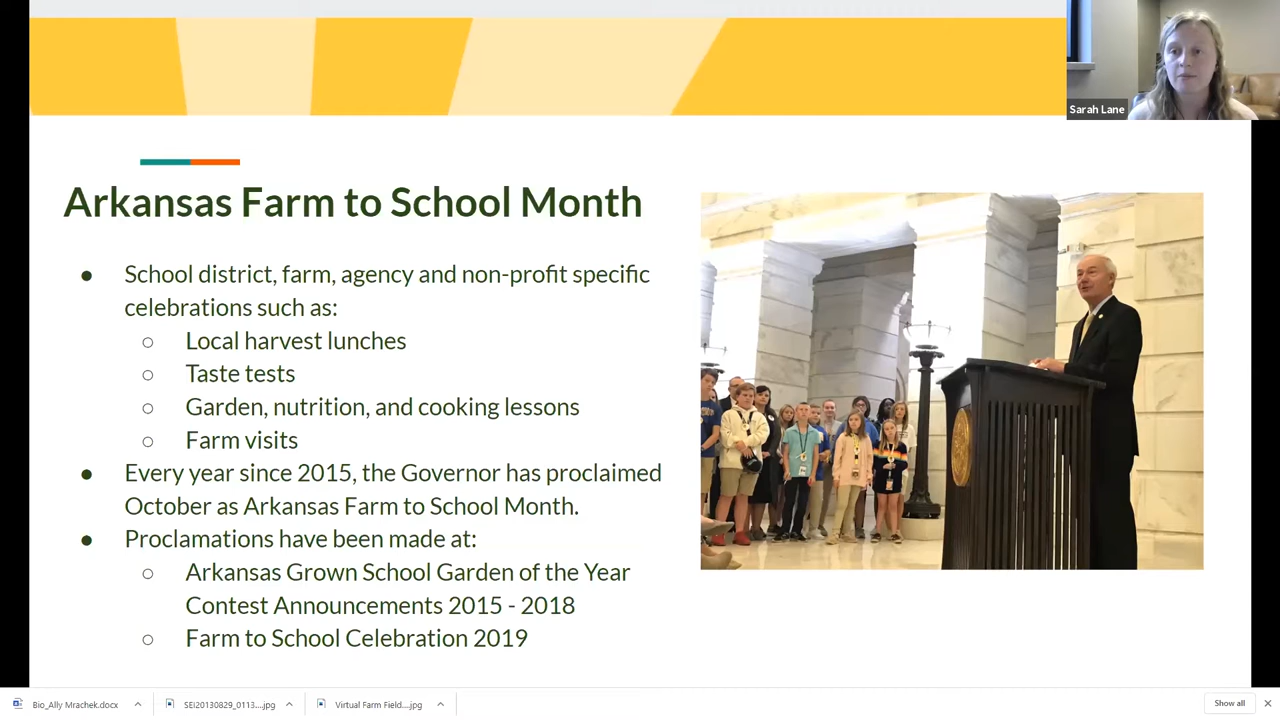 Sarah Lane
Arkansas Farm to School Month
● School district, farm, agency and non-profit specific
celebrations such as:
○ Local harvest lunches
○ Taste tests
○ Garden, nutrition, and cooking lessons
○ Farm visits
● Every year since 2015, the Governor has proclaimed
October as Arkansas Farm to School Month.
● Proclamations have been made at:
○ Arkansas Grown School Garden of the Year
Contest Announcements 2015 - 2018
○ Farm to School Celebration 2019
Bio_Ally Mrachek.docx
SEI20130829_0113....jpg
Virtual Farm Field....jpg
Show all